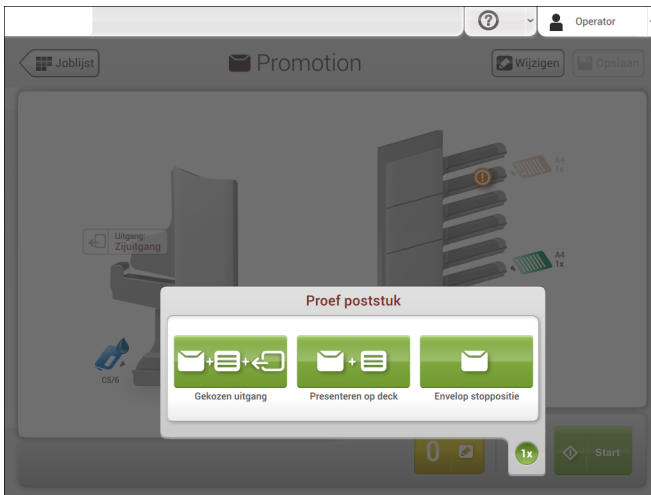 Operator
Joblijst
Promotion
Wijzigen
Opslaan
A4
1x
Uitgang:
Zijuitgang
A4
1x
C5/6
Proef poststuk
Gekozen uitgang
Presenteren op deck
Envelop stoppositie
0
1x
Start